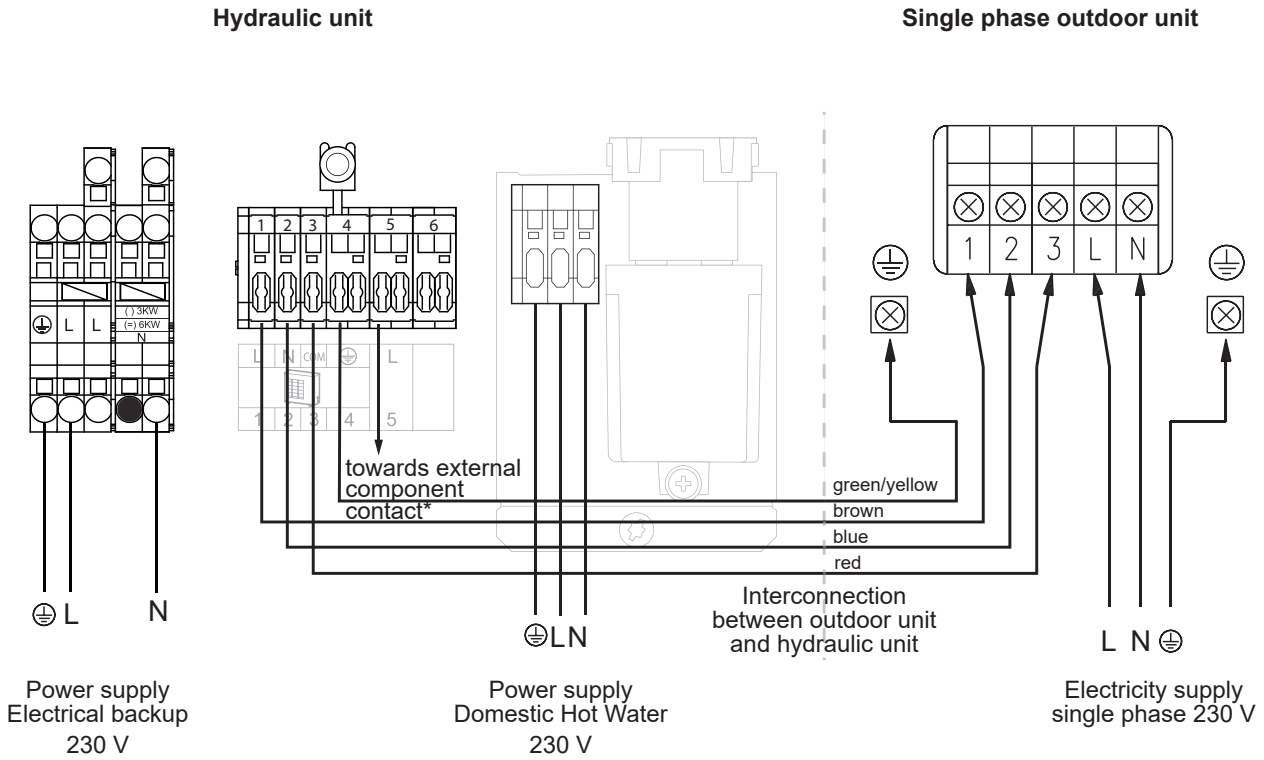 Hydraulic unit
Single phase outdoor unit
1 2 3 4 5 6
L L
( ) 3KW
(=) 6KW
N
1 2 3 L N
L N COM L
1 2 3 4 5
towards external
component
contact*
green/yellow
brown
blue
red
Interconnection
between outdoor unit
and hydraulic unit
L N
L N
L N
Power supply
Electrical backup
230 V
Power supply
Domestic Hot Water
230 V
Electricity supply
single phase 230 V